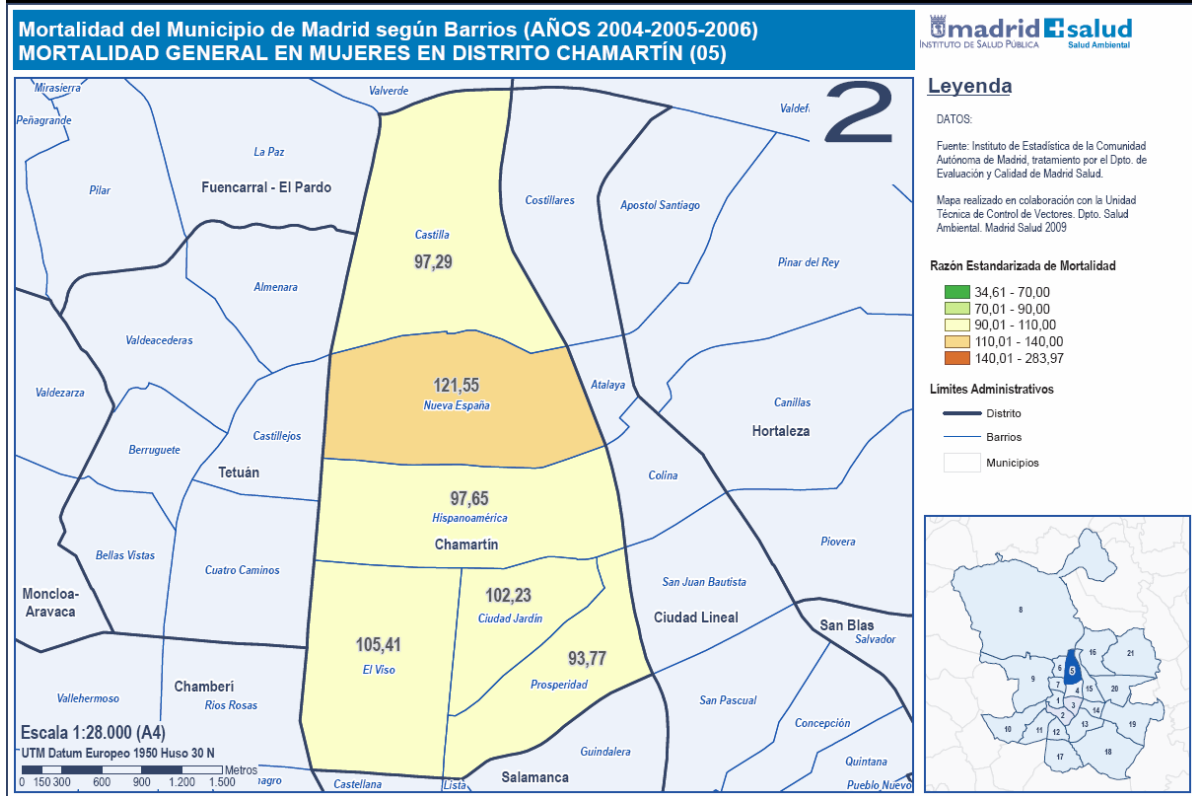 Mortalidad del Municipio de Madrid según Barrios (AÑOS 2004-2005-2006)
MORTALIDAD GENERAL EN MUJERES EN DISTRITO CHAMARTÍN (05)
madrid salud
INSTITUTO DE SALUD PÚBLICA
Salud Ambiental
2
Mirasierra
Valverde
Peñagrande
La Paz
Pilar
Fuencarral - El Pardo
Costillares
Apostol Santiago
Castilla
97,29
Pinar del Rey
Almenara
Valdeacederas
Valdezarza
121,55
Nueva España
Atalaya
Canillas
Castillejos
Hortaleza
Berruguete
Tetuán
Colina
97,65
Hispanoamérica
Chamartín
Bellas Vistas
Cuatro Caminos
Piovera
Moncloa-
Aravaca
San Juan Bautista
102,23
Ciudad Jardín
Ciudad Lineal
San Blas
Salvador
105,41
El Viso
93,77
Prosperidad
Vallehermoso
Chamberí
Rios Rosas
San Pascual
Concepción
Guindalera
Quintana
Pueblo Nuevo
Salamanca
Castellana
Lista
Escala 1:28.000 (A4)
UTM Datum Europeo 1950 Huso 30 N
Metros
0 150 300 600 900 1.200 1.500
Leyenda
DATOS:
Fuente: Instituto de Estadística de la Comunidad
Autónoma de Madrid, tratamiento por el Dpto. de
Evaluación y Calidad de Madrid Salud.
Mapa realizado en colaboración con la Unidad
Técnica de Control de Vectores. Dpto. Salud
Ambiental. Madrid Salud 2009
Razón Estandarizada de Mortalidad
34,61 - 70,00
70,01 - 90,00
90,01 - 110,00
110,01 - 140,00
140,01 - 283,97
Límites Administrativos
Distrito
Barrios
Municipios
8
16
21
6
5
9
7
4
15
20
1
3
2
14
10
11
12
13
19
17
18